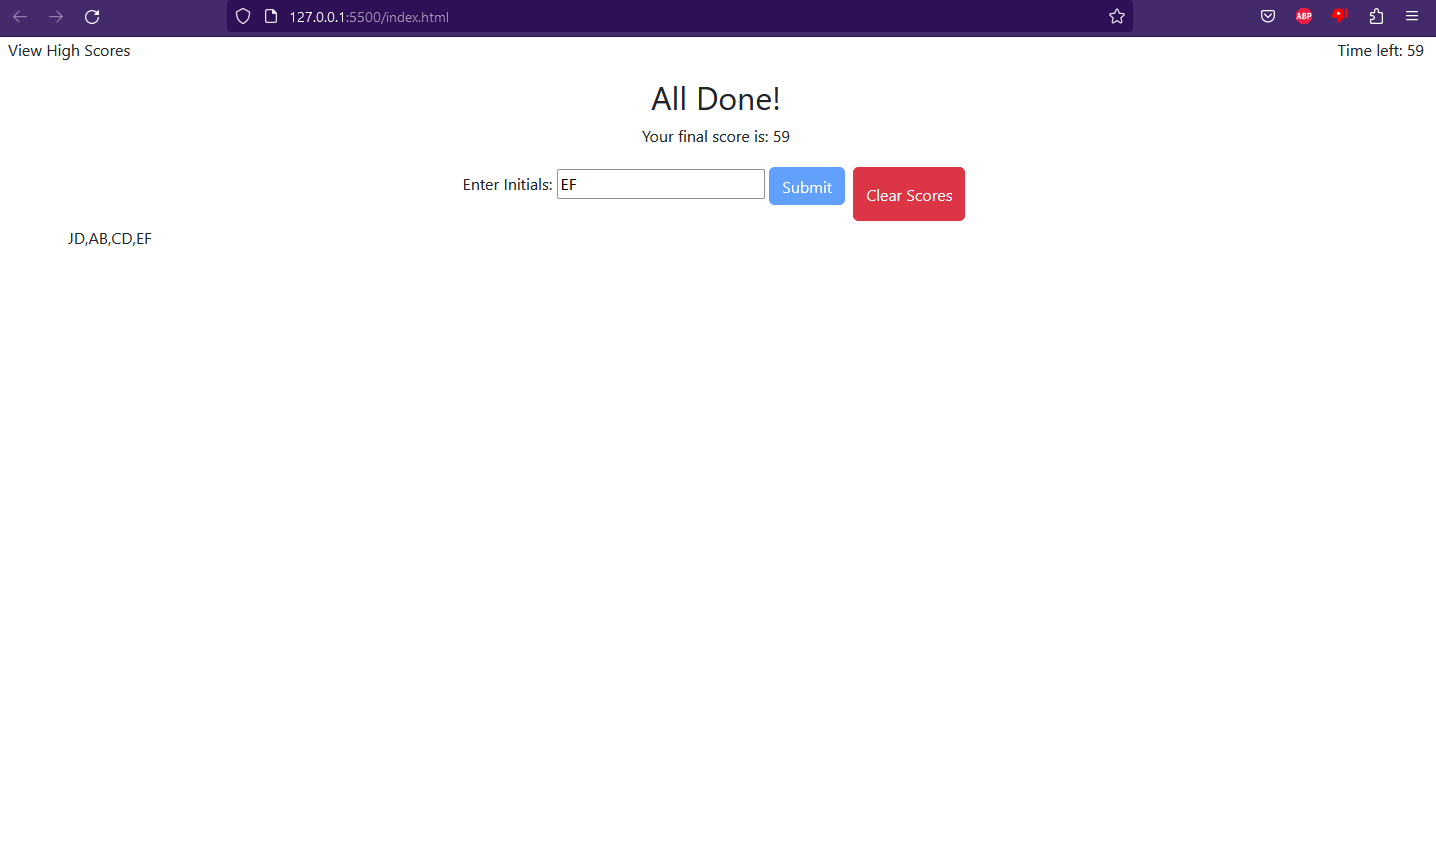 127.0.0.1:5500/index.html
ABP
View High Scores
Time left: 59
All Done!
Your final score is: 59
Enter Initials: EF Submit Clear Scores
JD,AB,CD,EF